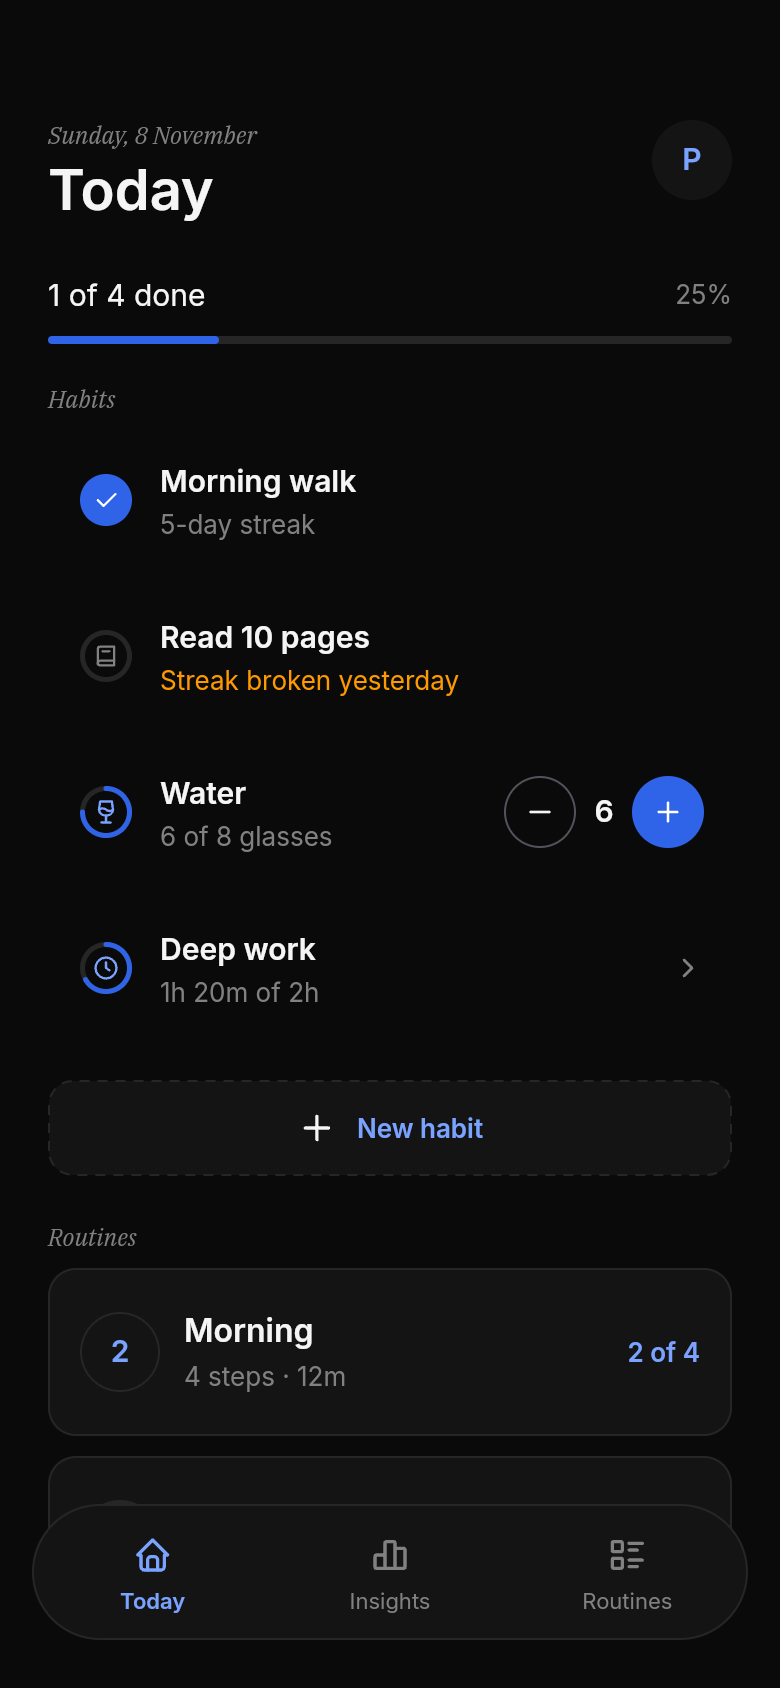 Sunday, 8 November
P
Today
1 of 4 done
25%
Habits
Morning walk
5-day streak
Read 10 pages
Streak broken yesterday
Water
6 of 8 glasses
6
Deep work
1h 20m of 2h
New habit
Routines
2
Morning
4 steps · 12m
2 of 4
Today
Insights
Routines